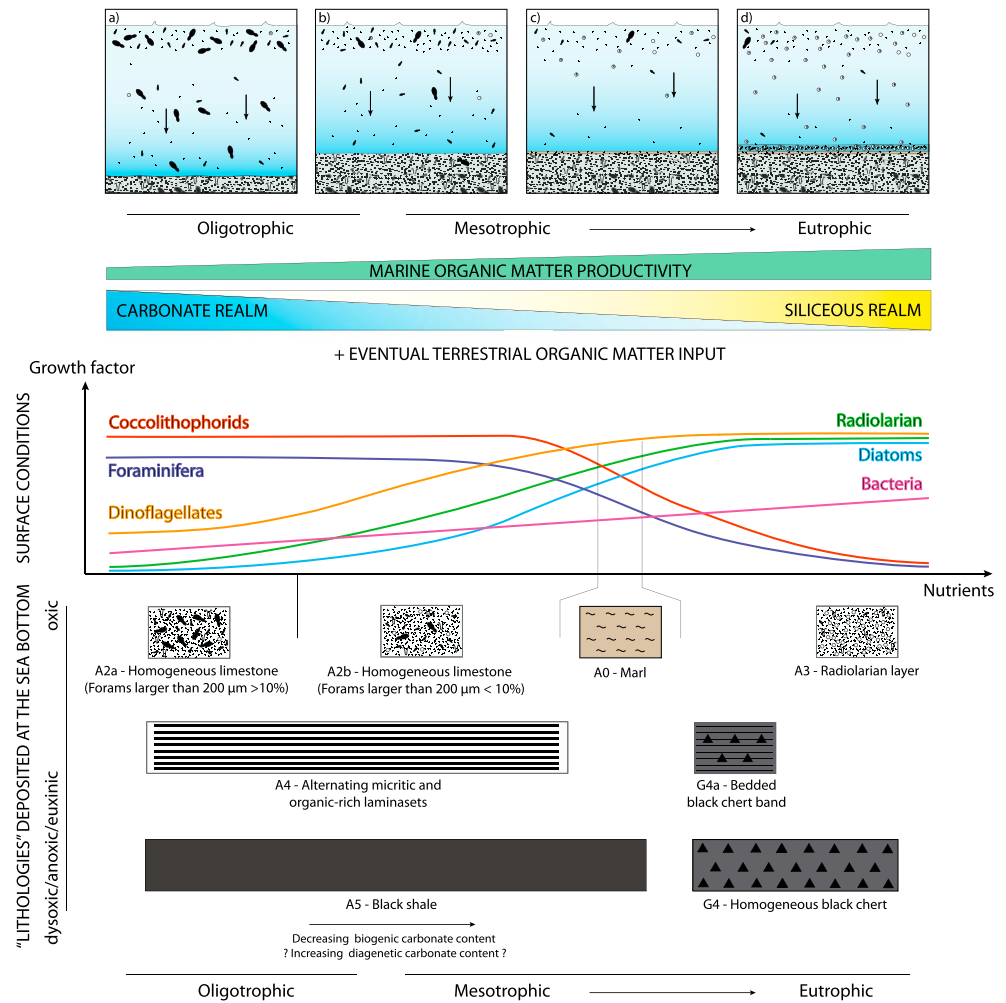 a)
b)
c)
d)
Oligotrophic
Mesotrophic
Eutrophic
MARINE ORGANIC MATTER PRODUCTIVITY
CARBONATE REALM
SILICEOUS REALM
+ EVENTUAL TERRESTRIAL ORGANIC MATTER INPUT
Growth factor
SURFACE CONDITIONS
Coccolithophorids
Radiolarian
Foraminifera
Diatoms
Bacteria
Dinoflagellates
Nutrients
"LITHOLOGIES" DEPOSITED AT THE SEA BOTTOM
oxic
dysoxic/anoxic/euxinic
A2a - Homogeneous limestone
(Forams larger than 200 µm >10%)
A2b - Homogeneous limestone
(Forams larger than 200 µm < 10%)
A0 - Marl
A3 - Radiolarian layer
A4 - Alternating micritic and
organic-rich laminasets
G4a - Bedded
black chert band
A5 - Black shale
G4 - Homogeneous black chert
Decreasing biogenic carbonate content
? Increasing diagenetic carbonate content ?
Oligotrophic
Mesotrophic
Eutrophic